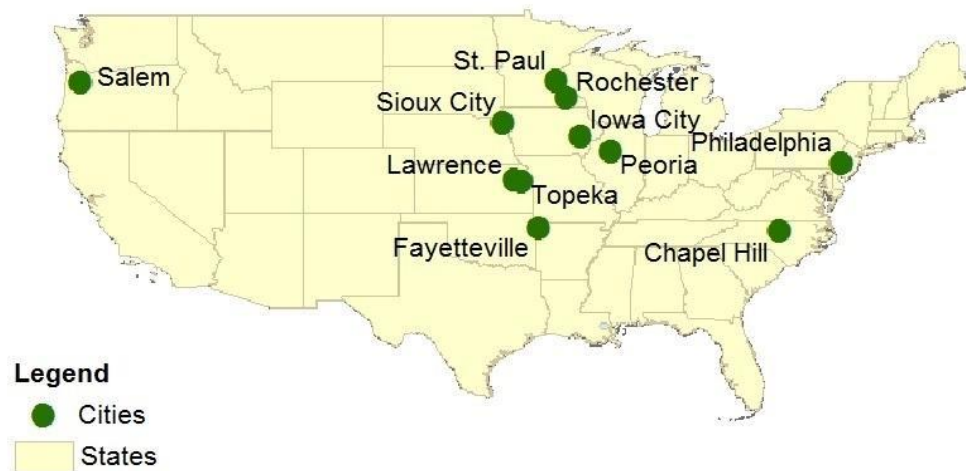 St. Paul
Salem
Rochester
Sioux City
Iowa City
Philadelphia
Lawrence
Peoria
Topeka
Fayetteville
Chapel Hill
Legend
Cities
States